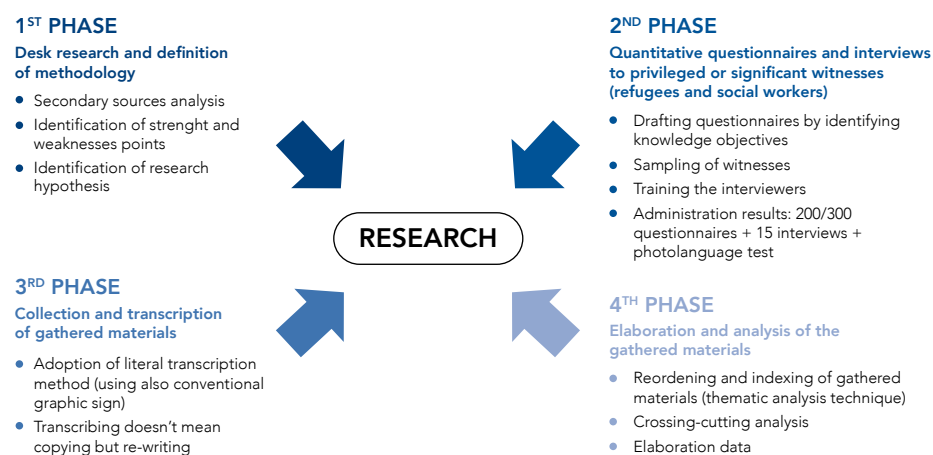 1ST PHASE
Desk research and definition
of methodology
● Secondary sources analysis
● Identification of strenght and
weaknesses points
● Identification of research
hypothesis
2ND PHASE
Quantitative questionnaires and interviews
to privileged or significant witnesses
(refugees and social workers)
● Drafting questionnaires by identifying
knowledge objectives
● Sampling of witnesses
● Training the interviewers
● Administration results: 200/300
questionnaires + 15 interviews +
photolanguage test
RESEARCH
3RD PHASE
Collection and transcription
of gathered materials
● Adoption of literal transcription
method (using also conventional
graphic sign)
● Transcribing doesn't mean
copying but re-writing
4TH PHASE
Elaboration and analysis of the
gathered materials
● Reordening and indexing of gathered
materials (thematic analysis technique)
● Crossing-cutting analysis
● Elaboration data